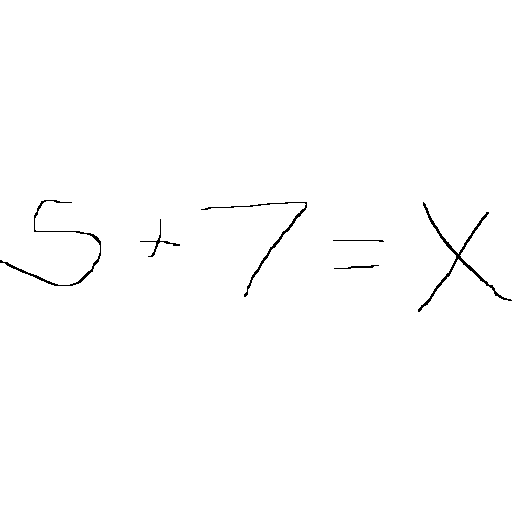 5 + 7 = X